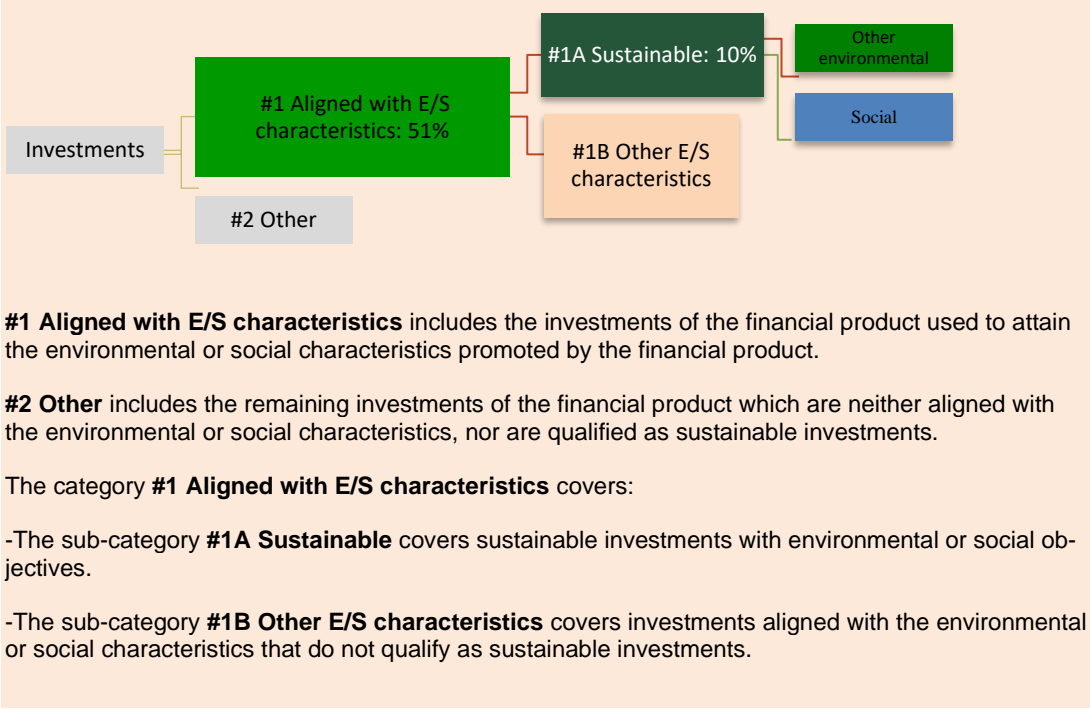 Investments
#1 Aligned with E/S
characteristics: 51%
#2 Other
#1A Sustainable: 10%
#1B Other E/S
characteristics
Other
environmental
Social
#1 Aligned with E/S characteristics includes the investments of the financial product used to attain
the environmental or social characteristics promoted by the financial product.
#2 Other includes the remaining investments of the financial product which are neither aligned with
the environmental or social characteristics, nor are qualified as sustainable investments.
The category #1 Aligned with E/S characteristics covers:
-The sub-category #1A Sustainable covers sustainable investments with environmental or social ob-
jectives.
-The sub-category #1B Other E/S characteristics covers investments aligned with the environmental
or social characteristics that do not qualify as sustainable investments.